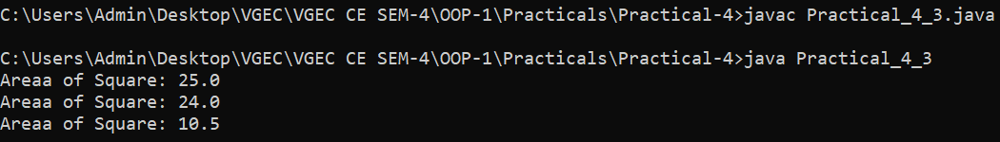 C:\Users\Admin\Desktop\VGEC\VGEC CE SEM-4\OOP-1\Practicals\Practical-4>javac Practical_4_3.java
C:\Users\Admin\Desktop\VGEC\VGEC CE SEM-4\OOP-1\Practicals\Practical-4>java Practical_4_3
Areaa of Square: 25.0
Areaa of Square: 24.0
Areaa of Square: 10.5